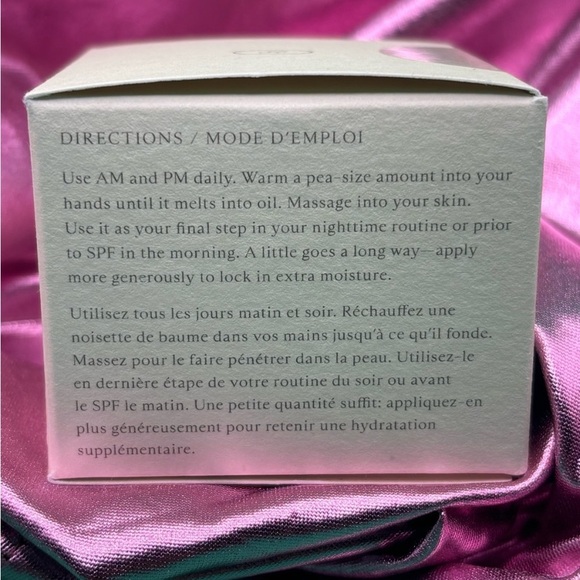 DIRECTIONS / MODE D'EMPLOI
Use AM and PM daily. Warm a pea-size amount into your
hands until it melts into oil. Massage into your skin.
Use it as your final step in your nighttime routine or prior
to SPF in the morning. A little goes a long way—apply
more generously to lock in extra moisture.
Utilisez tous les jours matin et soir. Réchauffez une
noisette de baume dans vos mains jusqu'à ce qu'il fonde.
Massez pour le faire pénétrer dans la peau. Utilisez-le
en dernière étape de votre routine du soir ou avant
le SPF le matin. Une petite quantité suffit: appliquez-en
plus généreusement pour retenir une hydratation
supplémentaire.